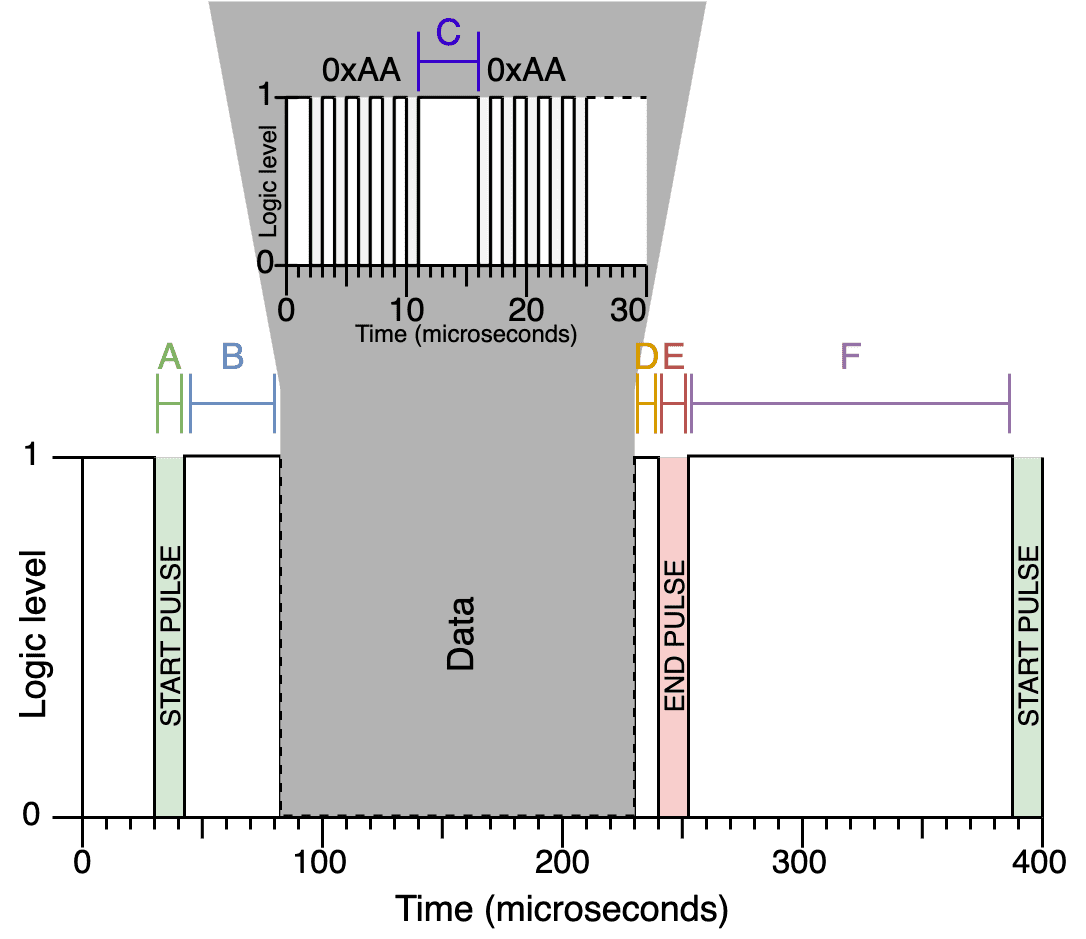 C
0xAA 0xAA
1
Logic level
0
0 10 20 30
Time (microseconds)
A B D E F
1
Logic level
START PULSE
Data
END PULSE
START PULSE
0
0 100 200 300 400
Time (microseconds)